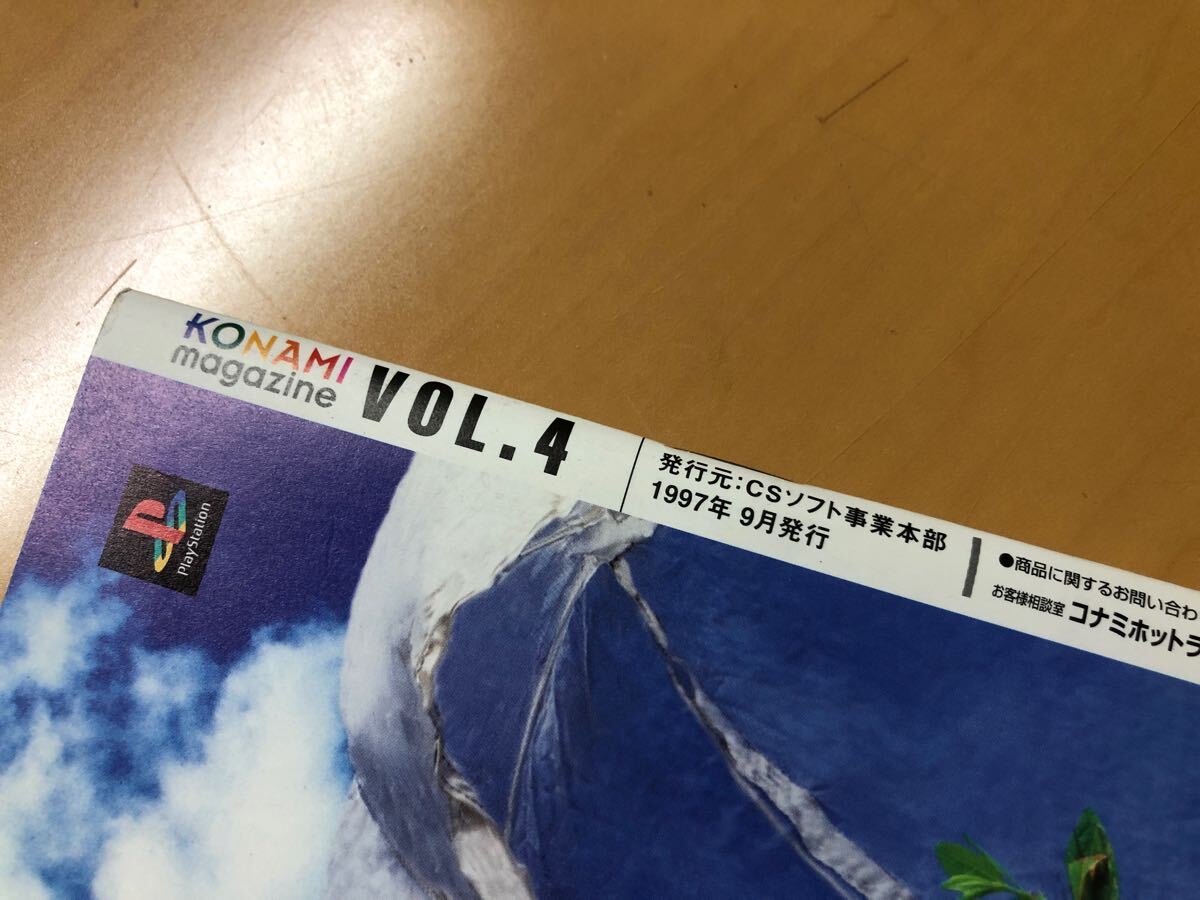 KONAMI
magazine
VOL.4
発行元:CSソフト事業本部
1997年 9月発行
●商品に関するお問い合わ
お客様相談室 コナミホットラ
PlayStation